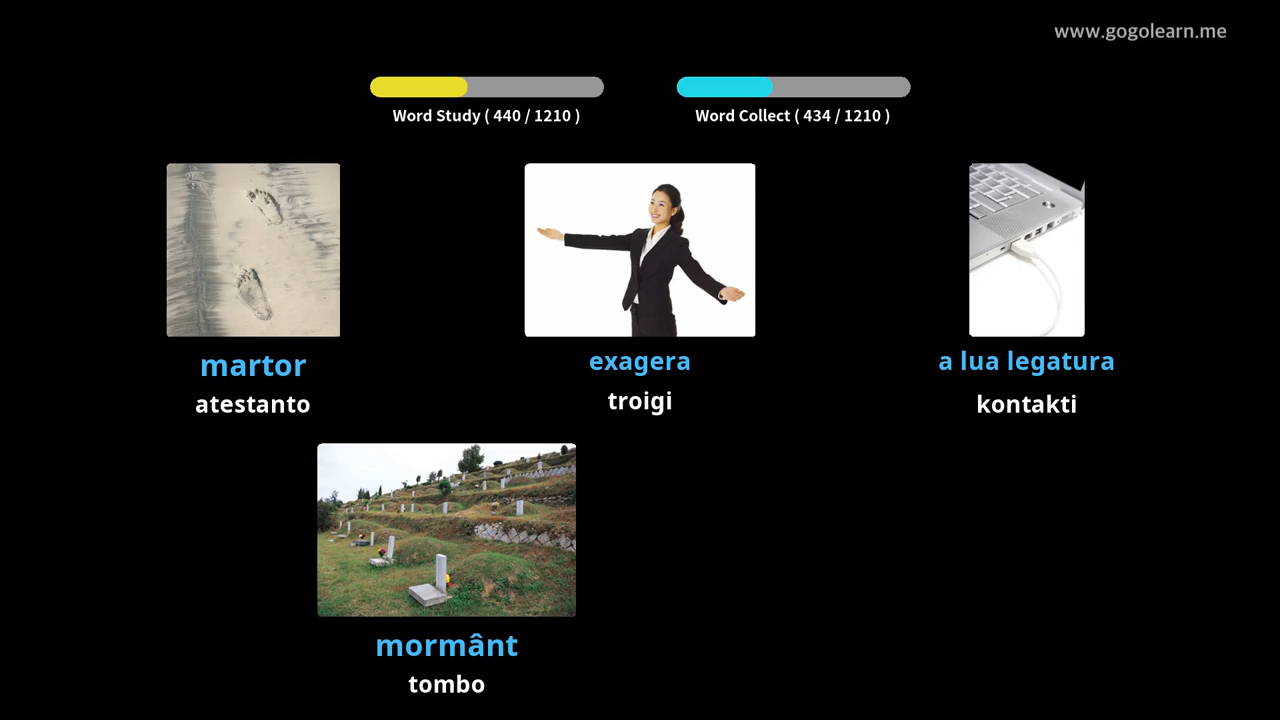 www.gogolearn.me
Word Study ( 440 / 1210 )
Word Collect ( 434 / 1210 )
martor
atestanto
exagera
troigi
a lua legatura
kontakti
mormânt
tombo